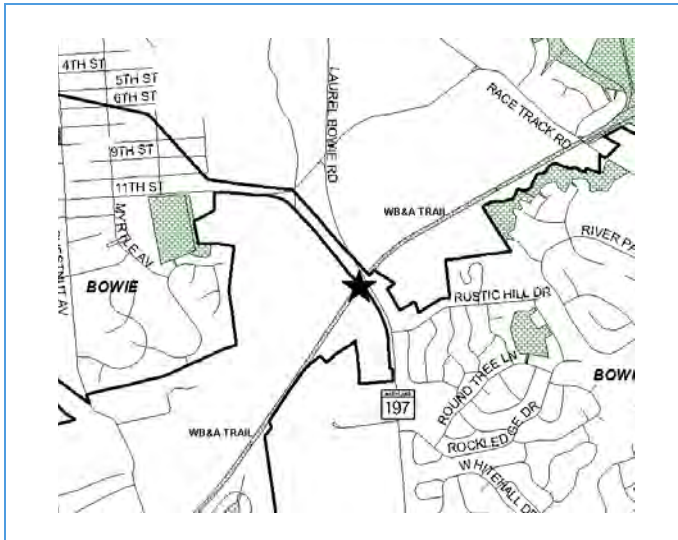 4TH ST
5TH ST
6TH ST
9TH ST
11TH ST
MYRTLE AV
BOWIE
LAUREL BOWIE RD
RACE TRACK RD
WB&A TRAIL
RIVER PA
RUSTIC HILL DR
BOWI
197
ROUND TREE LN
ROCKLEDGE DR
WHITEHALL DR
WB&A TRAIL